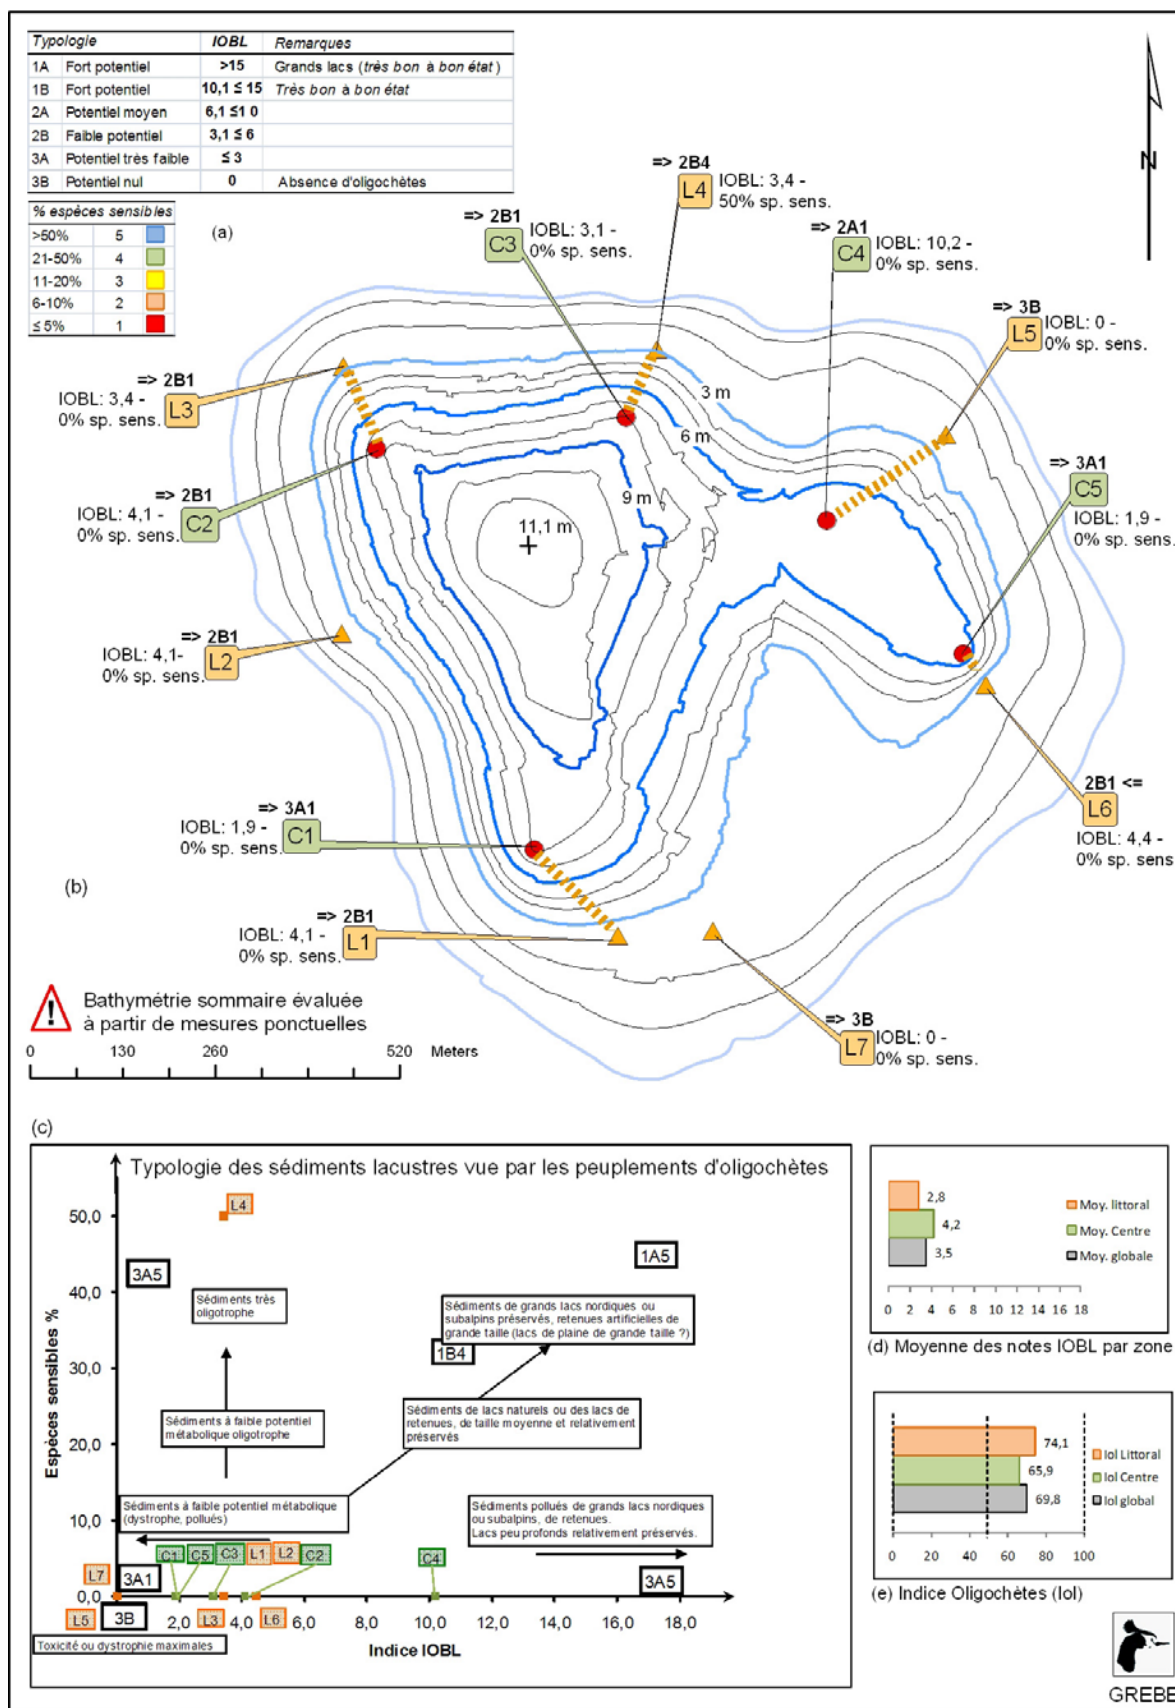 Typologie IOBL Remarques
1A Fort potentiel >15 Grands lacs (très bon à bon état)
1B Fort potentiel 10,1 ≤ 15 Très bon à bon état
2A Potentiel moyen 6,1 ≤1 0
2B Faible potentiel 3,1 ≤ 6
3A Potentiel très faible ≤ 3
3B Potentiel nul 0 Absence d'oligochètes
% espèces sensibles
>50% 5
21-50% 4
11-20% 3
6-10% 2
≤ 5% 1
(a)
N
=> 2B4
L4
IOBL: 3,4 -
50% sp. sens.
=> 2B1
C3
IOBL: 3,1 -
0% sp. sens.
=> 2A1
C4
IOBL: 10,2 -
0% sp. sens.
=> 3B
L5
IOBL: 0 -
0% sp. sens.
=> 2B1
IOBL: 3,4 -
0% sp. sens.
L3
3 m
6 m
9 m
11,1 m
=> 3A1
C5
IOBL: 1,9 -
0% sp. sens.
=> 2B1
IOBL: 4,1 -
0% sp. sens.
C2
=> 2B1
IOBL: 4,1-
0% sp. sens.
L2
2B1 <=
L6
IOBL: 4,4 -
0% sp. sens
=> 3A1
IOBL: 1,9 -
0% sp. sens.
C1
(b)
=> 2B1
IOBL: 4,1 -
0% sp. sens.
L1
=> 3B
L7
IOBL: 0 -
0% sp. sens.
!
Bathymétrie sommaire évaluée
à partir de mesures ponctuelles
0 130 260 520 Meters
(c)
Typologie des sédiments lacustres vue par les peuplements d'oligochètes
Espèces sensibles %
50,0
40,0
30,0
20,0
10,0
0,0
L4
3A5
1A5
Sédiments très
oligotrophe
Sédiments de grands lacs nordiques ou
subalpins préservés, retenues artificielles de
grande taille (lacs de plaine de grande taille ?)
1B4
Sédiments à faible potentiel
métabolique oligotrophe
Sédiments de lacs naturels ou des lacs de
retenues, de taille moyenne et relativement
préservés
Sédiments à faible potentiel métabolique
(dystrophe, pollués)
Sédiments pollués de grands lacs nordiques
ou subalpins, de retenues.
Lacs peu profonds relativement préservés.
C1 C5 C3 L1 L2 C2 C4
L7 3A1 3A5
L5 3B L3 L6
2,0 4,0 6,0 8,0 10,0 12,0 14,0 16,0 18,0
Toxicité ou dystrophie maximales
Indice IOBL
2,8
4,2
3,5
Moy. littoral
Moy. Centre
Moy. globale
0 2 4 6 8 10 12 14 16 18
(d) Moyenne des notes IOBL par zone
74,1
65,9
69,8
Iol Littoral
Iol Centre
Iol global
0 20 40 60 80 100
(e) Indice Oligochètes (Iol)
GREBE